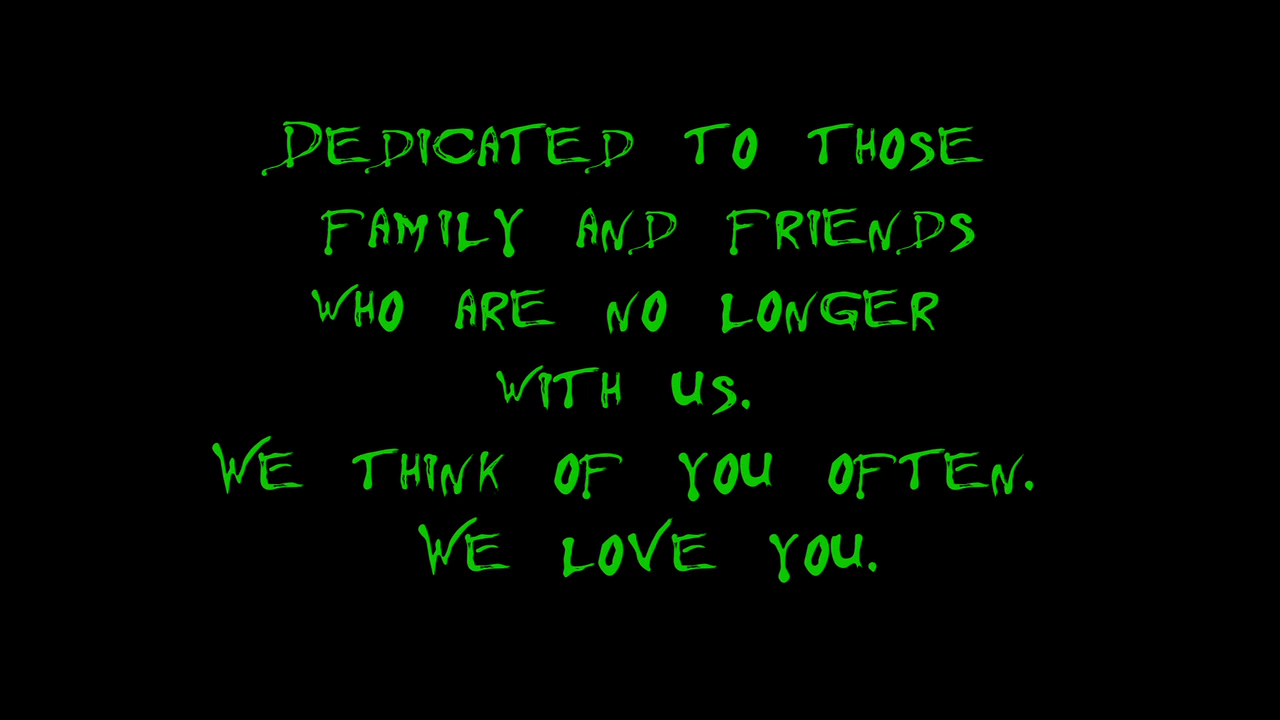 DEDICATED TO THOSE
FAMILY AND FRIENDS
WHO ARE NO LONGER
WITH US.
WE THINK OF YOU OFTEN.
WE LOVE YOU.